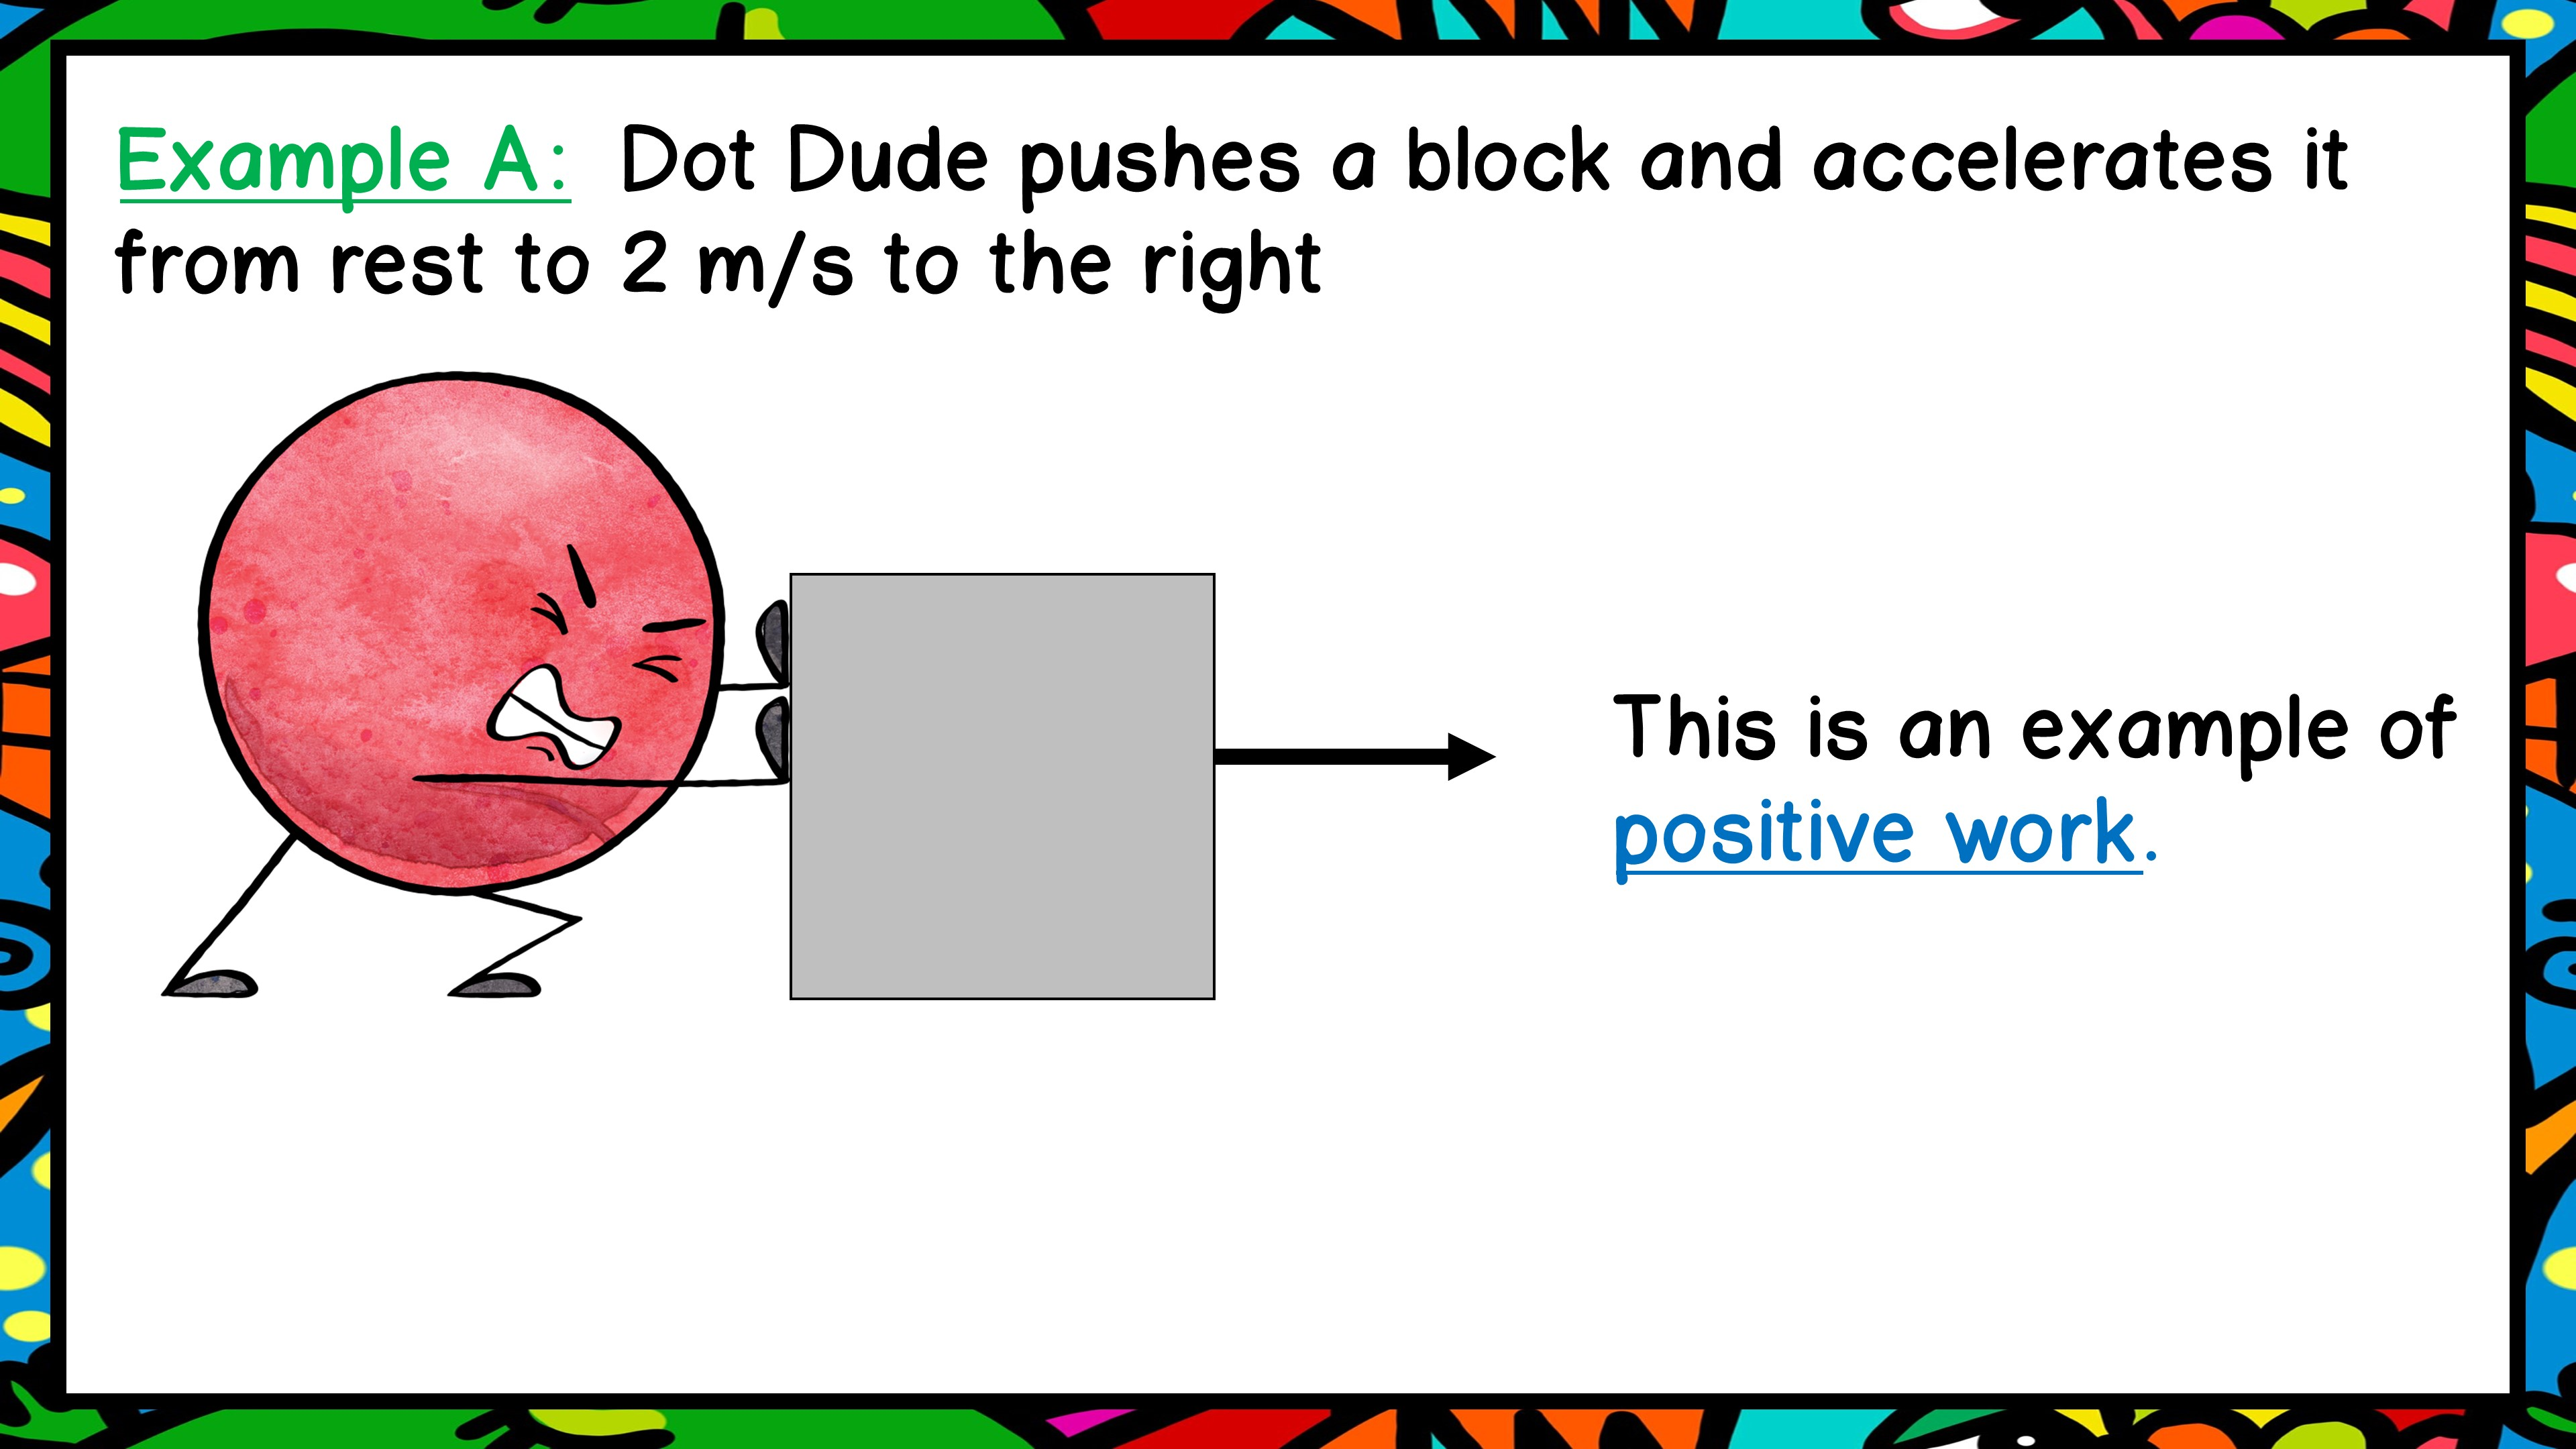 Example A: Dot Dude pushes a block and accelerates it
from rest to 2 m/s to the right
This is an example of
positive work.